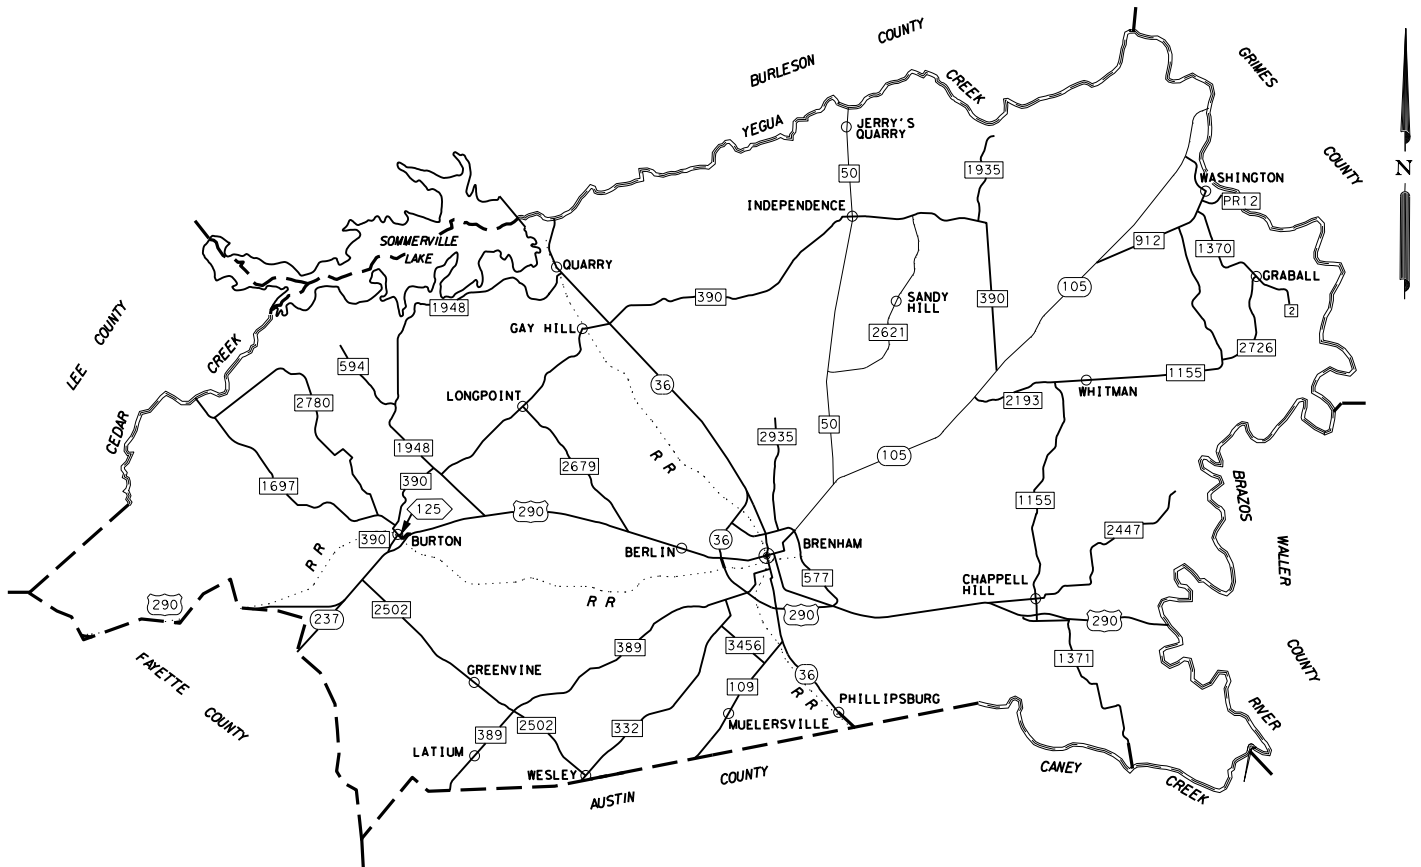 BURLESON
COUNTY
GRIMES
COUNTY
YEGUA
CREEK
JERRY'S
QUARRY
N
50
1935
WASHINGTON
PR12
INDEPENDENCE
912
1370
SOMMERVILLE
LAKE
QUARRY
GRABALL
105
390
390
SANDY
HILL
2
1948
LEE COUNTY
CREEK
GAY HILL
2621
2726
594
36
1155
WHITMAN
LONGPOINT
2780
2193
CEDAR
50
2935
1948
105
R R
2679
390
1697
BRAZOS
1155
125
290
2447
390
BURTON
36
BRENHAM
BERLIN
WALLER
R R
577
CHAPPELL
HILL
290
R R
2502
237
290
290
389
3456
FAYETTE
COUNTY
1371
COUNTY
GREENVINE
36
109
R R
PHILLIPSBURG
RIVER
2502
332
MUELERSVILLE
389
LATIUM
WESLEY
COUNTY
AUSTIN
CANEY
CREEK